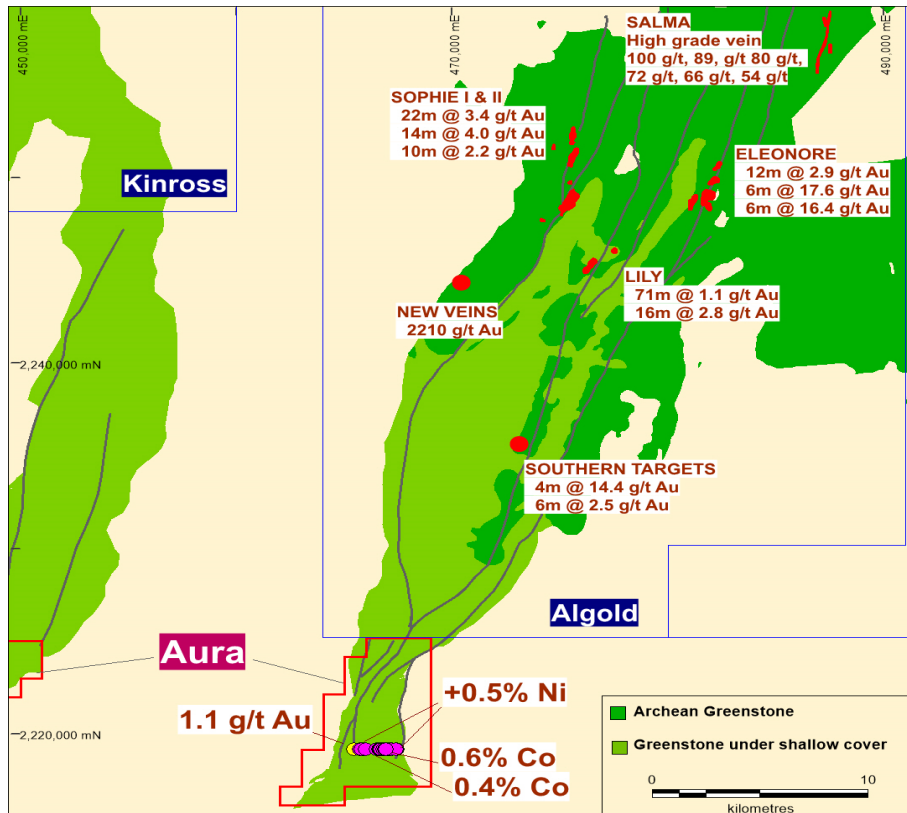 450,000 mE
470,000 mE
490,000 mE
SALMA
High grade vein
100 g/t, 89, g/t 80 g/t,
72 g/t, 66 g/t, 54 g/t
SOPHIE I & II
22m @ 3.4 g/t Au
14m @ 4.0 g/t Au
10m @ 2.2 g/t Au
Kinross
ELEONORE
12m @ 2.9 g/t Au
6m @ 17.6 g/t Au
6m @ 16.4 g/t Au
LILY
71m @ 1.1 g/t Au
16m @ 2.8 g/t Au
NEW VEINS
2210 g/t Au
2,240,000 mN
SOUTHERN TARGETS
4m @ 14.4 g/t Au
6m @ 2.5 g/t Au
Algold
Aura
+0.5% Ni
1.1 g/t Au
2,220,000 mN
0.6% Co
0.4% Co
Archean Greenstone
Greenstone under shallow cover
0 10
kilometres